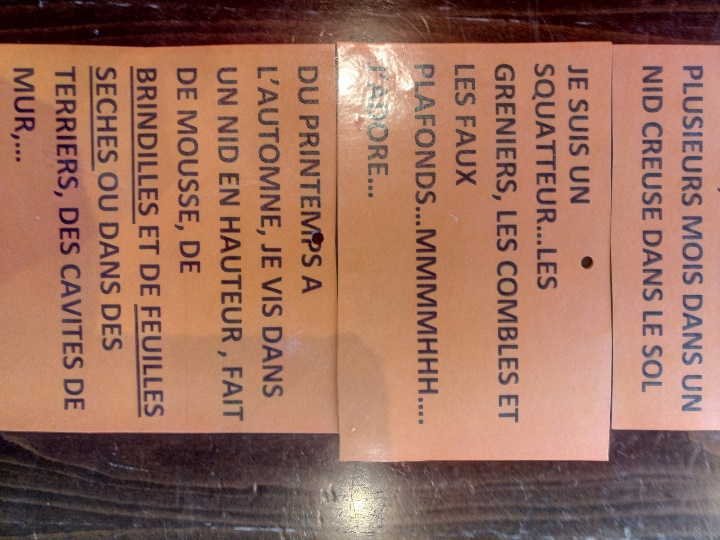 PLUSIEURS MOIS DANS UN
NID CREUSE DANS LE SOL
JE SUIS UN
SQUATTEUR...LES
GRENIERS, LES COMBLES ET
LES FAUX
PLAFONDS...MMMMMHHH....
J'ADORE...
DU PRINTEMPS A
L'AUTOMNE, JE VIS DANS
UN NID EN HAUTEUR , FAIT
DE MOUSSE, DE
BRINDILLES ET DE FEUILLES
SECHES OU DANS DES
TERRIERS, DES CAVITES DE
MUR,...